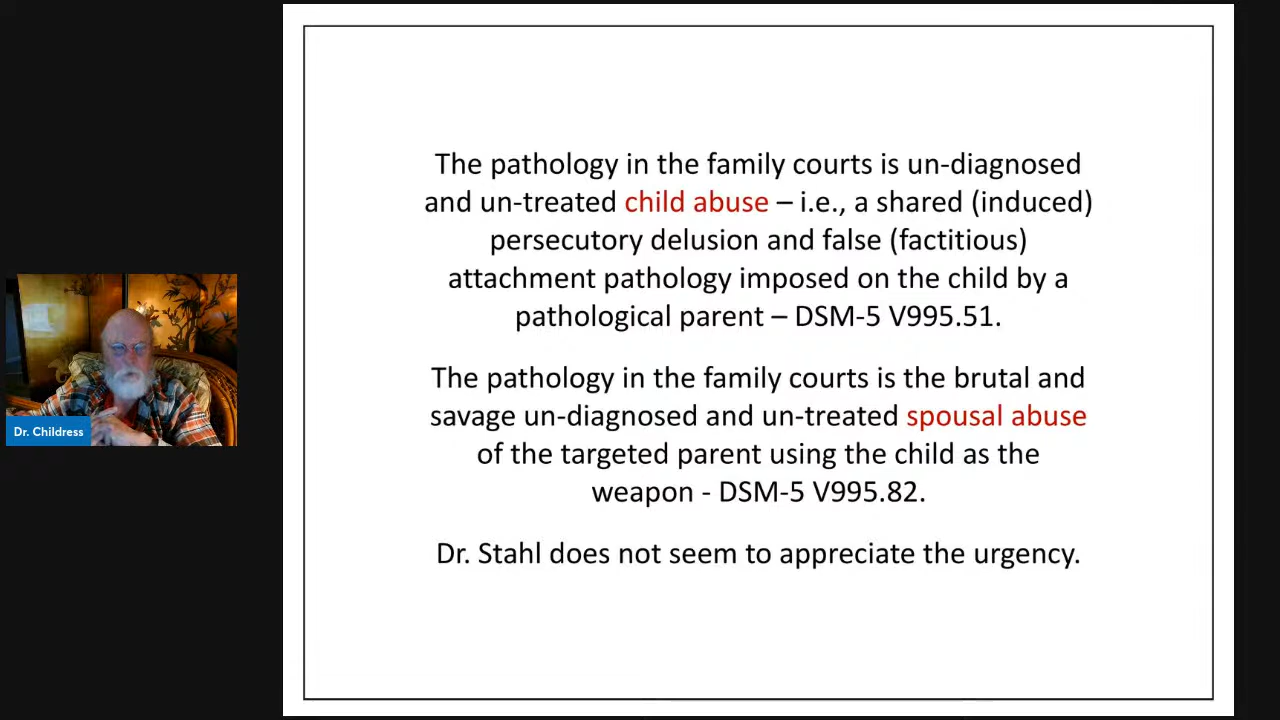 The pathology in the family courts is un-diagnosed
and un-treated child abuse – i.e., a shared (induced)
persecutory delusion and false (factitious)
attachment pathology imposed on the child by a
pathological parent – DSM-5 V995.51.
The pathology in the family courts is the brutal and
savage un-diagnosed and un-treated spousal abuse
of the targeted parent using the child as the
weapon - DSM-5 V995.82.
Dr. Stahl does not seem to appreciate the urgency.
Dr. Childress